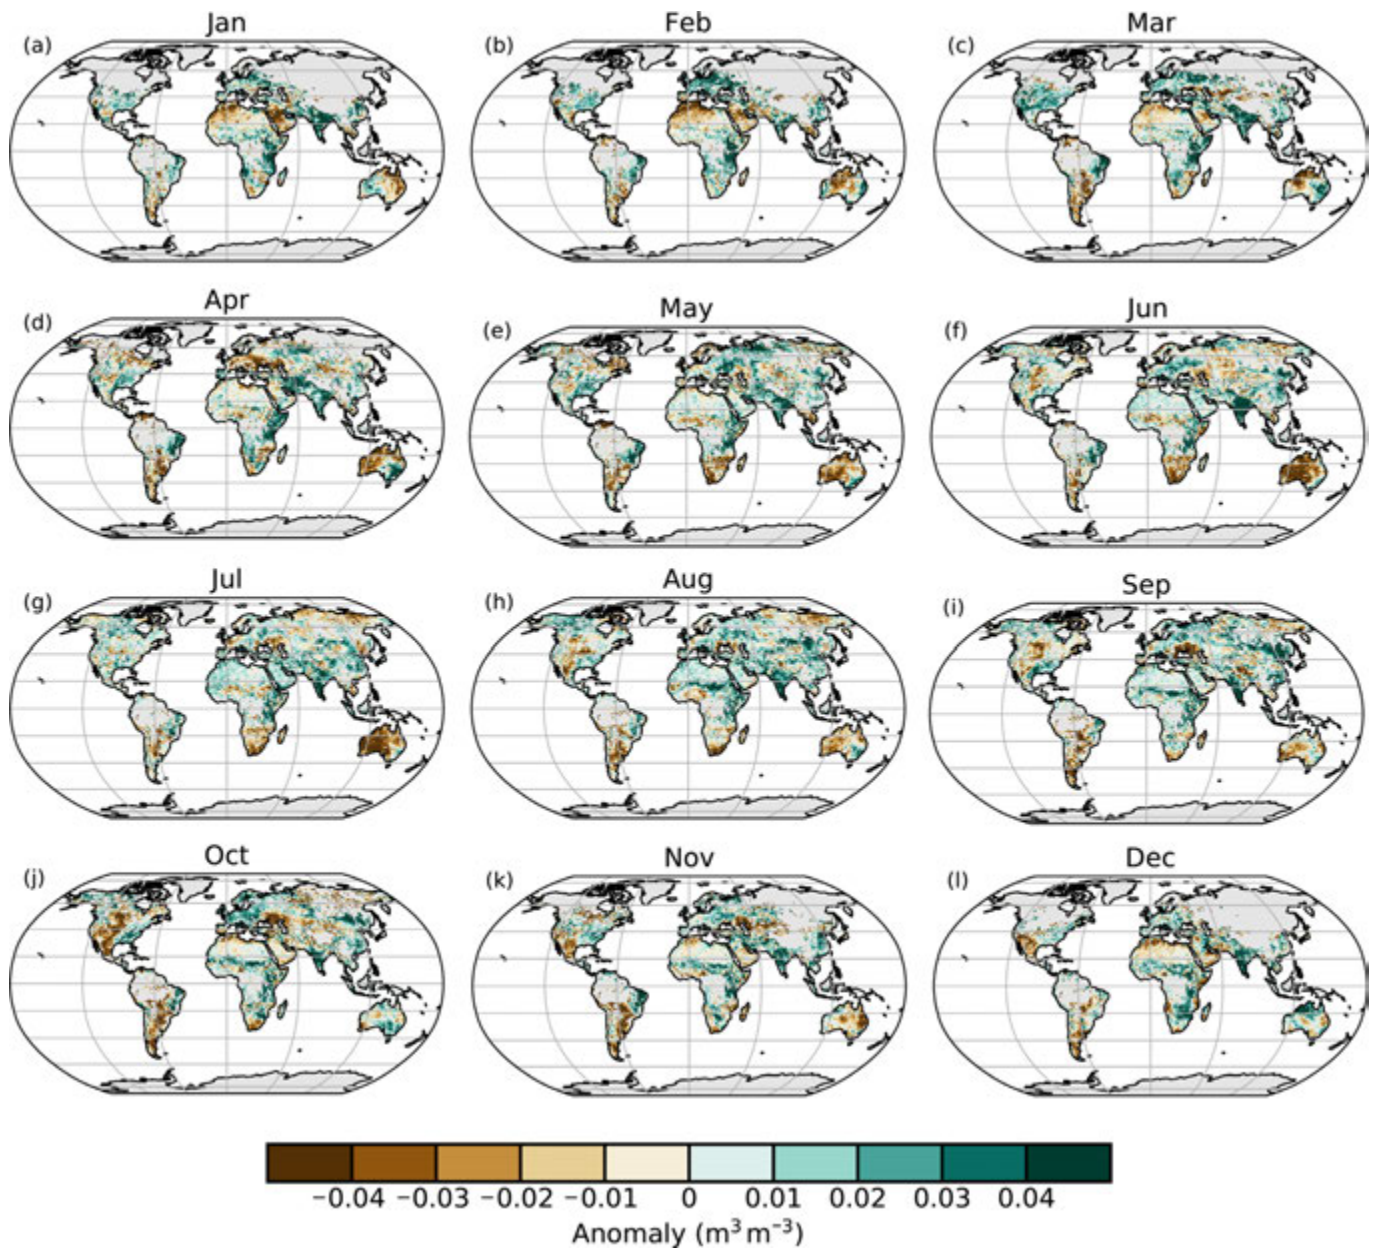 Jan
Feb
Mar
(a)
(b)
(c)
Apr
May
Jun
(d)
(e)
(f)
Jul
Aug
Sep
(g)
(h)
(i)
Oct
Nov
Dec
(j)
(k)
(l)
−0.04 −0.03 −0.02 −0.01 0 0.01 0.02 0.03 0.04
Anomaly (m³ m⁻³)